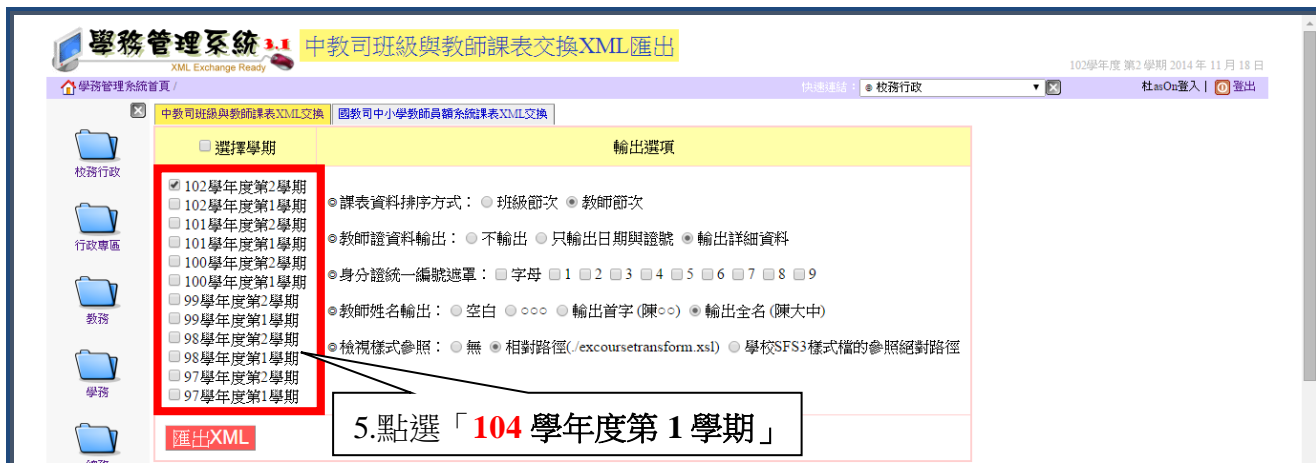 學務管理系統3.1 中教司班級與教師課表交換XML匯出
XML Exchange Ready
102學年度 第2 學期 2014 年 11 月 18 日
學務管理系統首頁 / 快速連結： ⊕ 校務行政 杜asOn登入 | 登出
中教司班級與教師課表XML交換 國教司中小學教師員額系統課表XML交換
選擇學期 輸出選項
校務行政
行政專區
教務
學務
102學年度第2學期
102學年度第1學期
101學年度第2學期
101學年度第1學期
100學年度第2學期
100學年度第1學期
99學年度第2學期
99學年度第1學期
98學年度第2學期
98學年度第1學期
97學年度第2學期
97學年度第1學期
◎課表資料排序方式： 班級節次 教師節次
◎教師證資料輸出： 不輸出 只輸出日期與證號 輸出詳細資料
◎身分證統一編號遮罩： 字母 1 2 3 4 5 6 7 8 9
◎教師姓名輸出： 空白 ○○○ 輸出首字 (陳○○) 輸出全名 (陳大中)
◎檢視樣式參照： 無 相對路徑(./excoursetransform.xsl) 學校SFS3樣式檔的參照絕對路徑
匯出XML
5.點選「104 學年度第 1 學期」